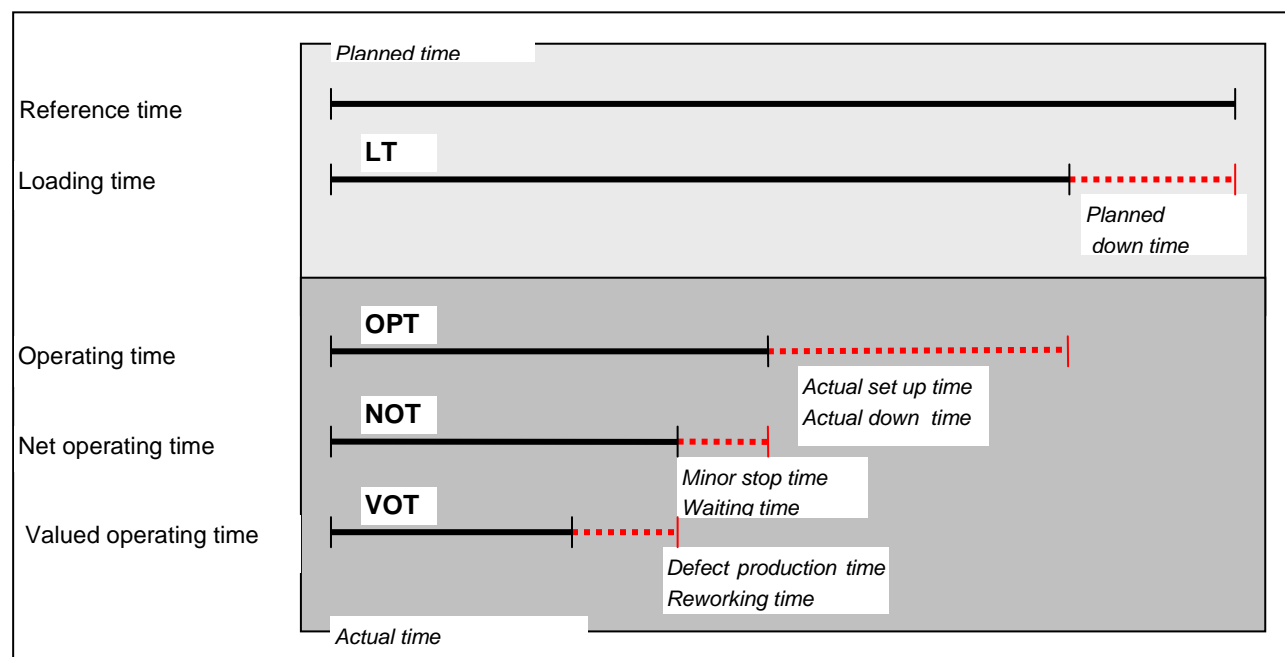 Planned time
Reference time
LT
Loading time
Planned
down time
OPT
Operating time
Actual set up time
Actual down time
NOT
Net operating time
Minor stop time
Waiting time
VOT
Valued operating time
Defect production time
Reworking time
Actual time